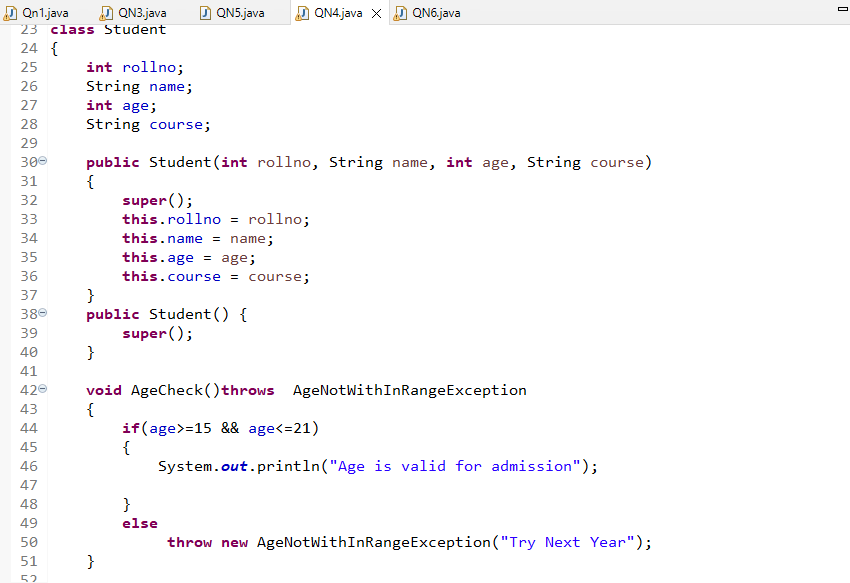 Qn1.java QN3.java QN5.java QN4.java QN6.java
23 class Student
24 {
25     int rollno;
26     String name;
27     int age;
28     String course;
29
30     public Student(int rollno, String name, int age, String course)
31     {
32         super();
33         this.rollno = rollno;
34         this.name = name;
35         this.age = age;
36         this.course = course;
37     }
38     public Student() {
39         super();
40     }
41
42     void AgeCheck()throws  AgeNotWithInRangeException
43     {
44         if(age>=15 && age<=21)
45         {
46             System.out.println("Age is valid for admission");
47
48         }
49         else
50              throw new AgeNotWithInRangeException("Try Next Year");
51     }
52